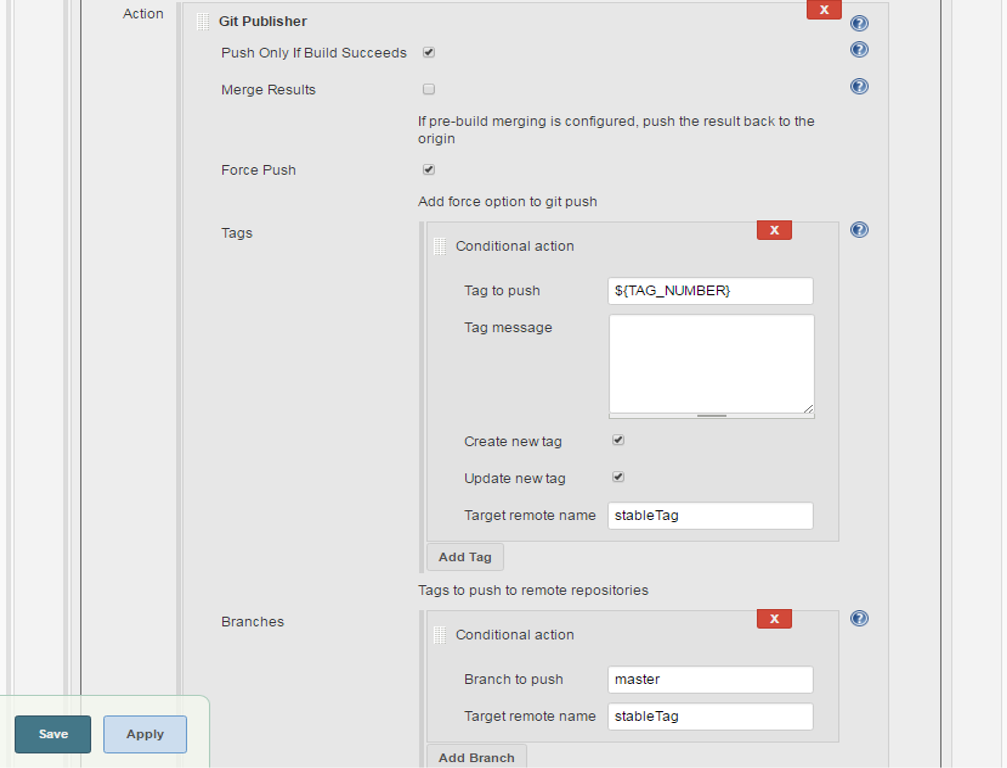 Action
Git Publisher
X
Push Only If Build Succeeds
Merge Results
If pre-build merging is configured, push the result back to the
origin
Force Push
Add force option to git push
Tags
X
Conditional action
Tag to push ${TAG_NUMBER}
Tag message
Create new tag
Update new tag
Target remote name stableTag
Add Tag
Tags to push to remote repositories
Branches
X
Conditional action
Branch to push master
Target remote name stableTag
Add Branch
Save Apply